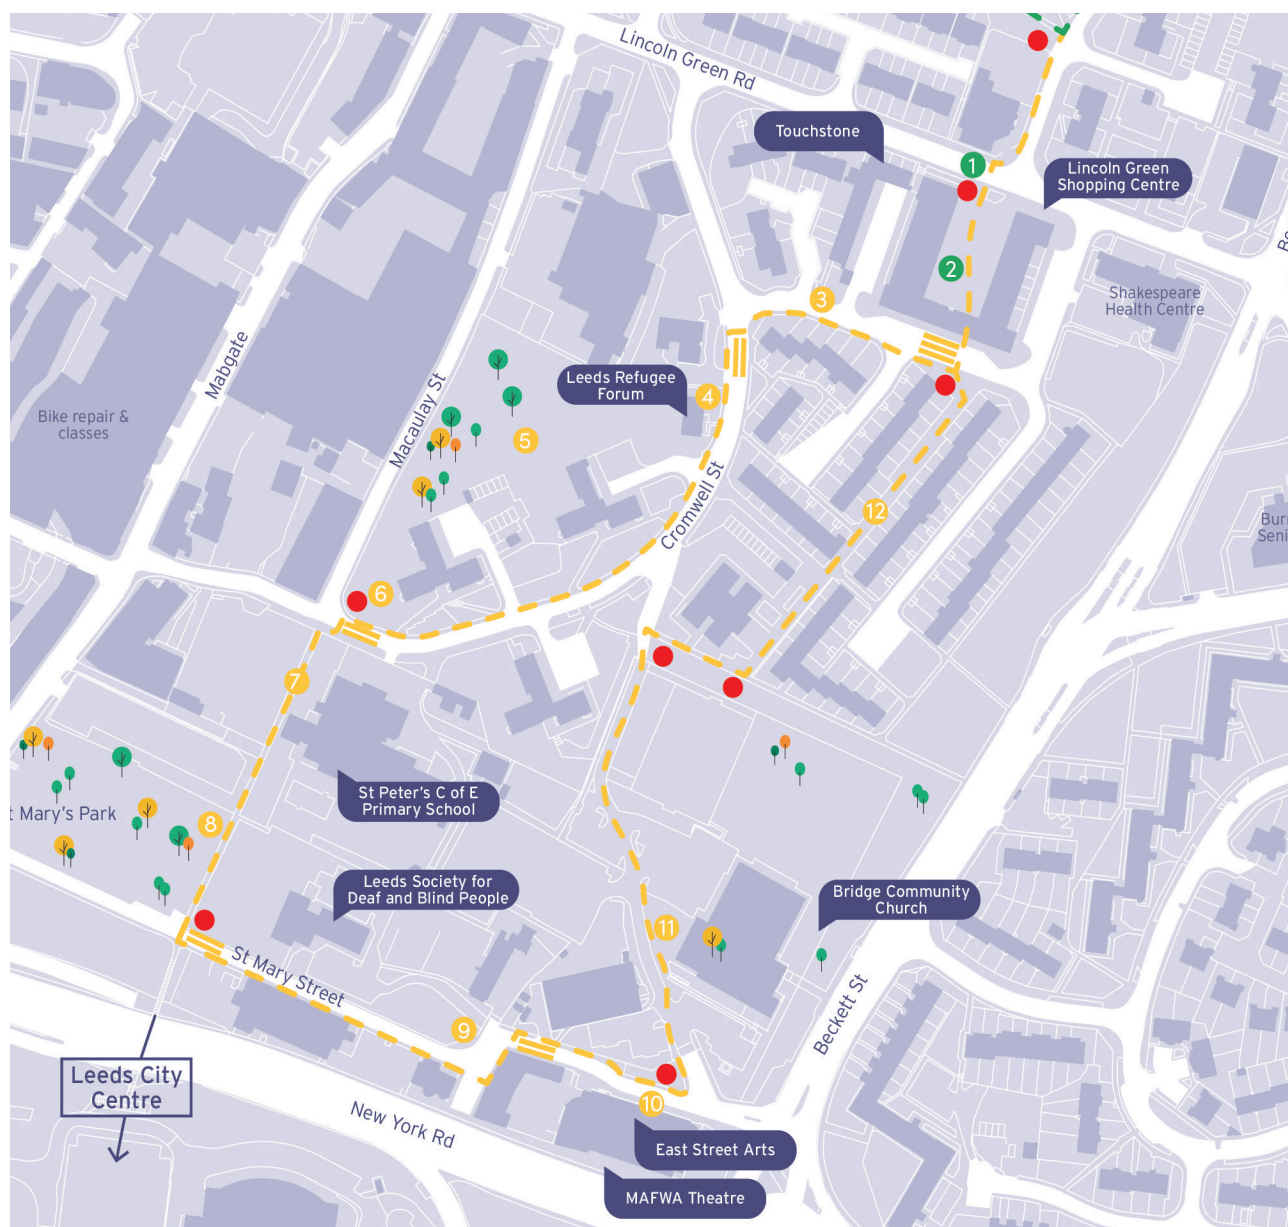 Lincoln Green Rd
Touchstone
1
Lincoln Green
Shopping Centre
2
Shakespeare
Health Centre
3
Mabgate
Macaulay St
Leeds Refugee
Forum
4
Bike repair &
classes
5
Cromwell St
12
6
7
St Peter's C of E
Primary School
t Mary's Park
8
Leeds Society for
Deaf and Blind People
Bridge Community
Church
11
St Mary Street
9
Beckett St
Leeds City
Centre
10
New York Rd
East Street Arts
MAFWA Theatre